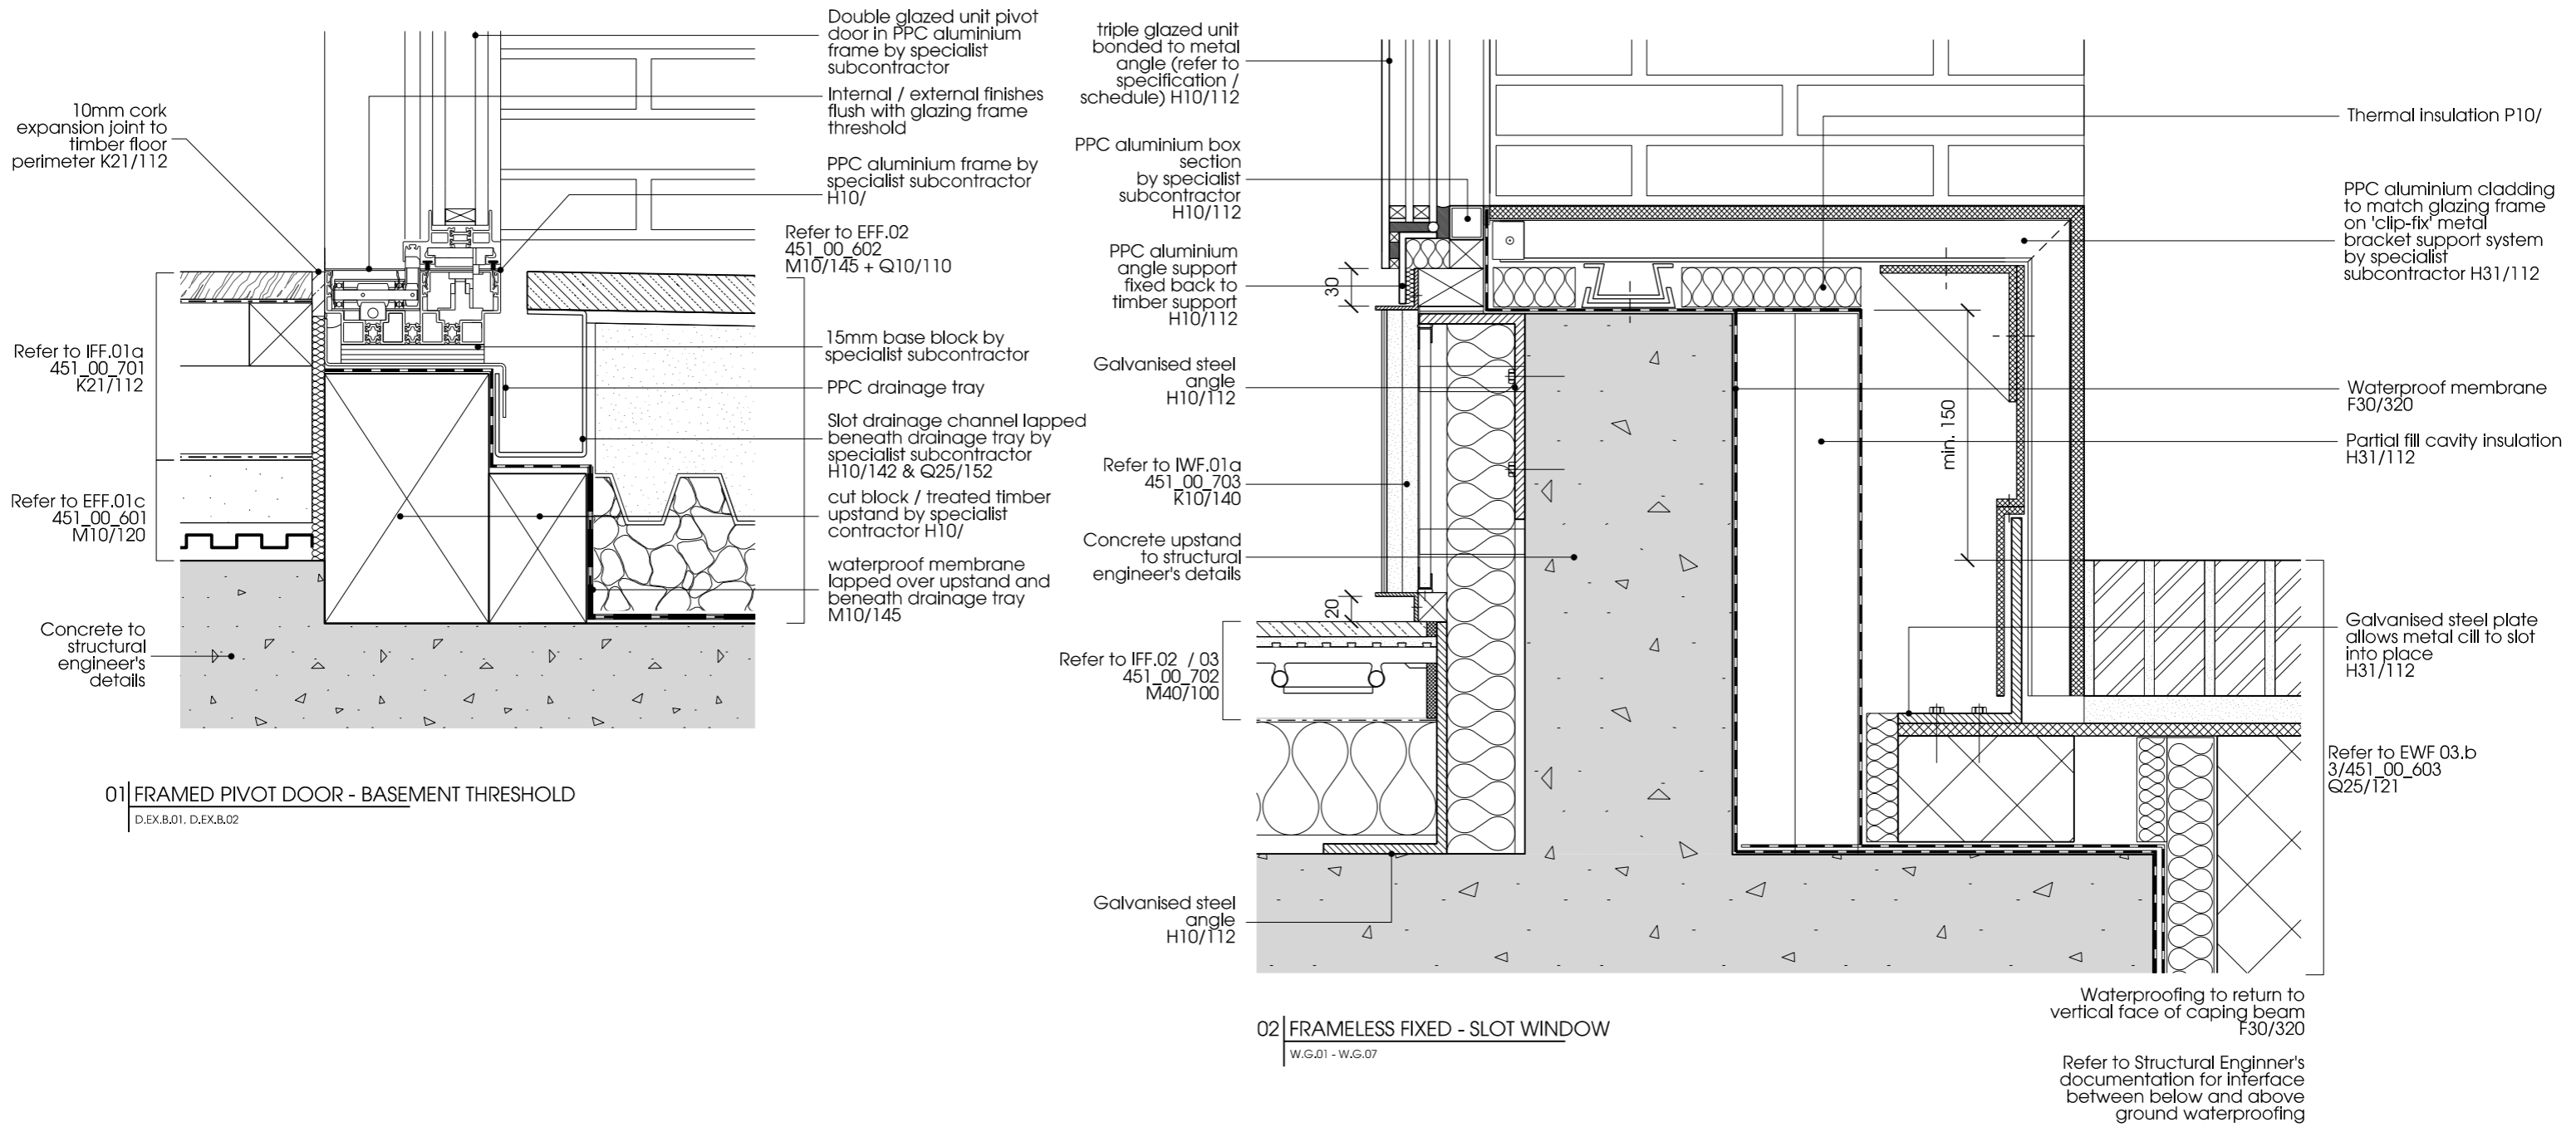 Double glazed unit pivot
door in PPC aluminium
frame by specialist
subcontractor
Internal / external finishes
flush with glazing frame
threshold
10mm cork
expansion joint to
timber floor
perimeter K21/112
PPC aluminium frame by
specialist subcontractor
H10/
Refer to EFF.02
451_00_602
M10/145 + Q10/110
Refer to IFF.01a
451_00_701
K21/112
15mm base block by
specialist subcontractor
PPC drainage tray
Slot drainage channel lapped
beneath drainage tray by
specialist subcontractor
H10/142 & Q25/152
Refer to EFF.01c
451_00_601
M10/120
cut block / treated timber
upstand by specialist
contractor H10/
waterproof membrane
lapped over upstand and
beneath drainage tray
M10/145
Concrete to
structural
engineer's
details
01 FRAMED PIVOT DOOR - BASEMENT THRESHOLD
D.EX.B.01, D.EX.B.02
triple glazed unit
bonded to metal
angle (refer to
specification /
schedule) H10/112
PPC aluminium box
section
by specialist
subcontractor
H10/112
PPC aluminium
angle support
fixed back to
timber support
H10/112
30
Galvanised steel
angle
H10/112
Refer to IWF.01a
451_00_703
K10/140
Concrete upstand
to structural
engineer's details
20
Refer to IFF.02 / 03
451_00_702
M40/100
Galvanised steel
angle
H10/112
Thermal insulation P10/
PPC aluminium cladding
to match glazing frame
on 'clip-fix' metal
bracket support system
by specialist
subcontractor H31/112
min. 150
Waterproof membrane
F30/320
Partial fill cavity insulation
H31/112
Galvanised steel plate
allows metal cill to slot
into place
H31/112
Refer to EWF 03.b
3/451_00_603
Q25/121
Waterproofing to return to
vertical face of caping beam
F30/320
Refer to Structural Enginner's
documentation for interface
between below and above
ground waterproofing
02 FRAMELESS FIXED - SLOT WINDOW
W.G.01 - W.G.07